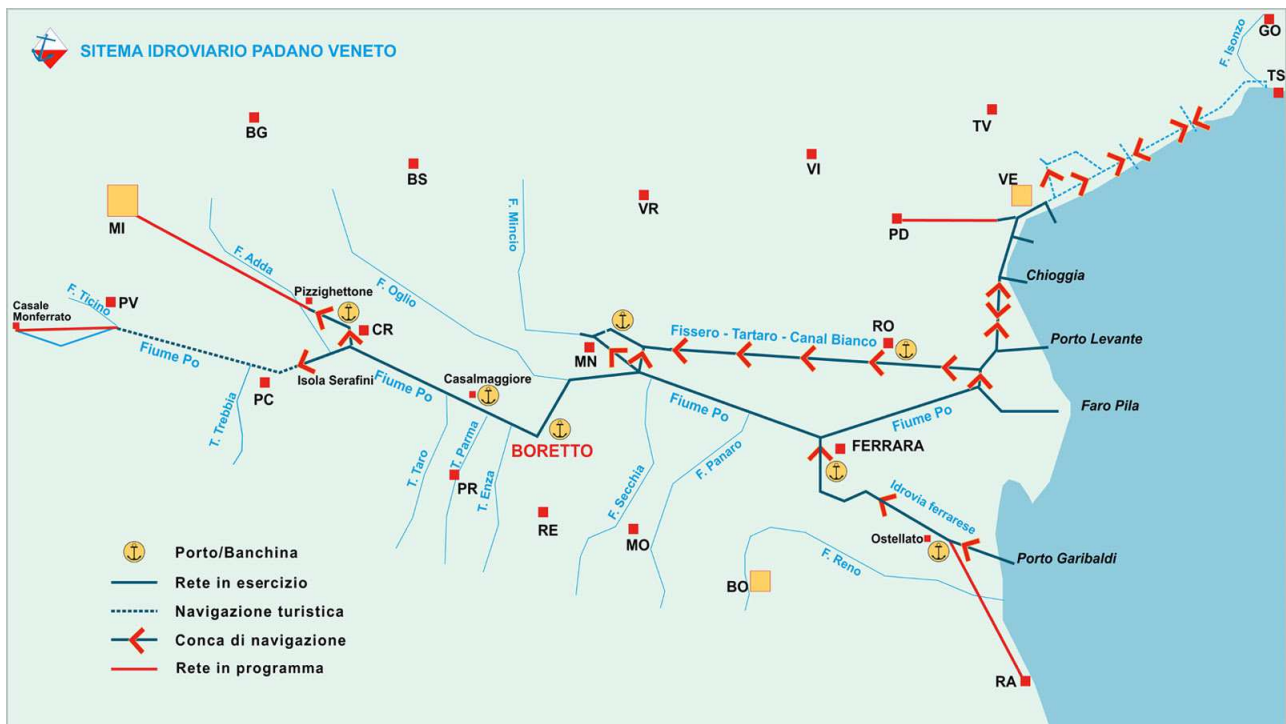 SITEMA IDROVIARIO PADANO VENETO
GO
F. Isonzo
TS
BG
TV
BS
VI
VE
VR
MI
F. Mincio
PD
F. Adda
F. Oglio
Chioggia
Pizzighettone
F. Ticino
PV
Casale
Monferrato
CR
Fissero - Tartaro - Canal Bianco
RO
Porto Levante
MN
Fiume Po
Isola Serafini
PC
Fiume Po
Casalmaggiore
Fiume Po
Fiume Po
Faro Pila
T. Trebbia
BORETTO
FERRARA
T. Taro
T. Parma
T. Enza
PR
F. Secchia
F. Panaro
Idrovia ferrarese
RE
MO
Ostellato
Porto Garibaldi
BO
F. Reno
RA
Porto/Banchina
Rete in esercizio
Navigazione turistica
Conca di navigazione
Rete in programma